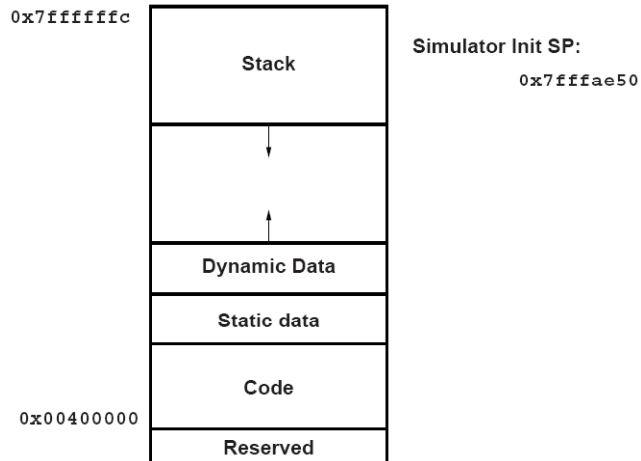 0x7ffffffc
Stack
Simulator Init SP:
0x7fffae50
Dynamic Data
Static data
Code
0x00400000
Reserved